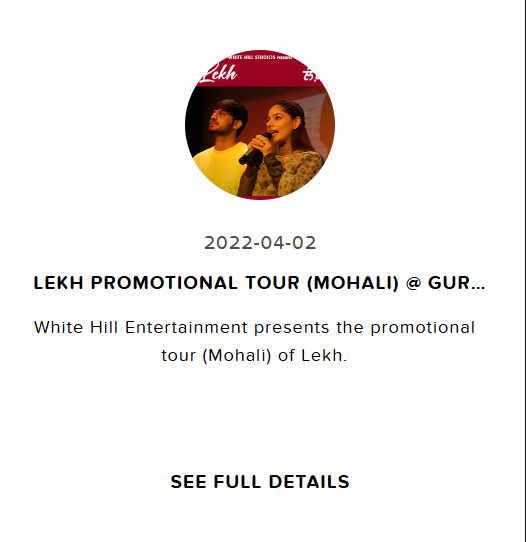 WHITE HILL STUDIOS PRESENTS
Lekh
2022-04-02
LEKH PROMOTIONAL TOUR (MOHALI) @ GUR...
White Hill Entertainment presents the promotional
tour (Mohali) of Lekh.
SEE FULL DETAILS